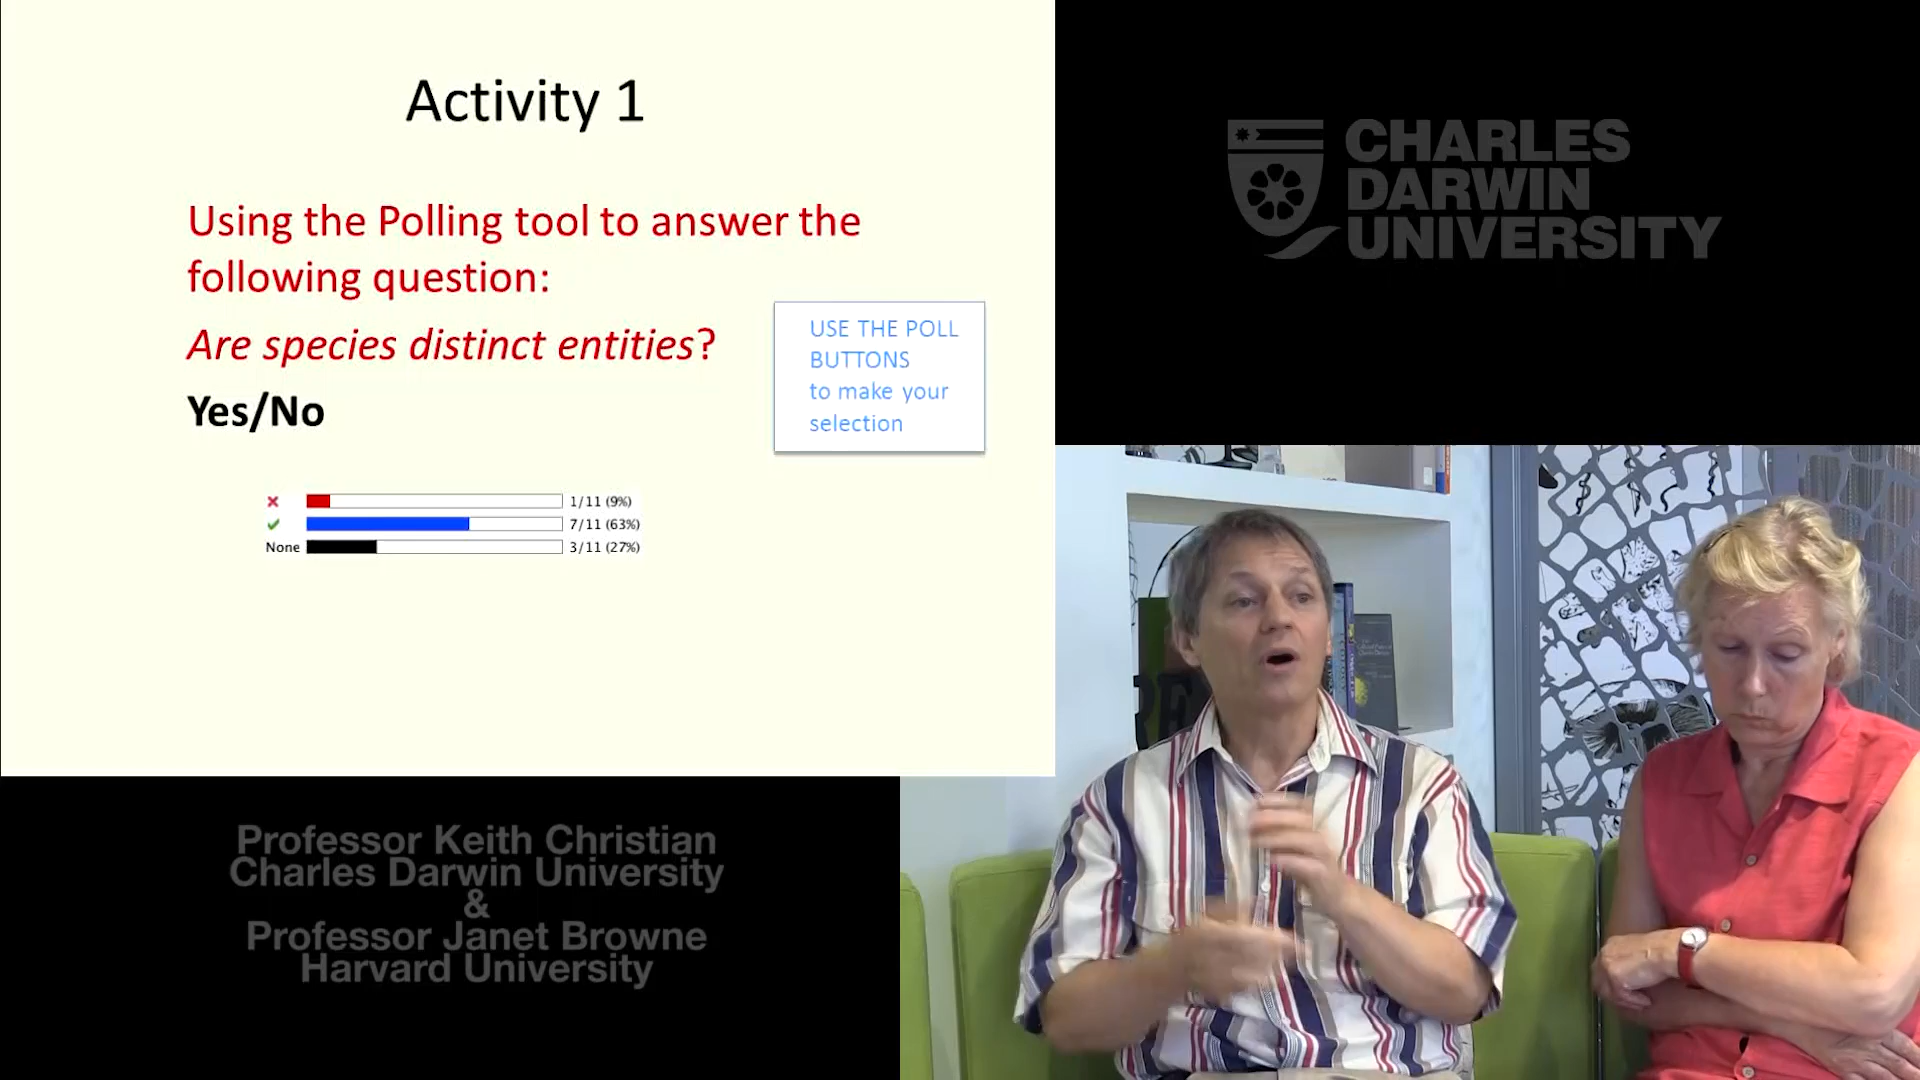 Activity 1
Using the Polling tool to answer the
following question:
Are species distinct entities?
Yes/No
USE THE POLL
BUTTONS
to make your
selection
1/11 (9%)
7/11 (63%)
None 3/11 (27%)
CHARLES
DARWIN
UNIVERSITY
Professor Keith Christian
Charles Darwin University
&
Professor Janet Browne
Harvard University